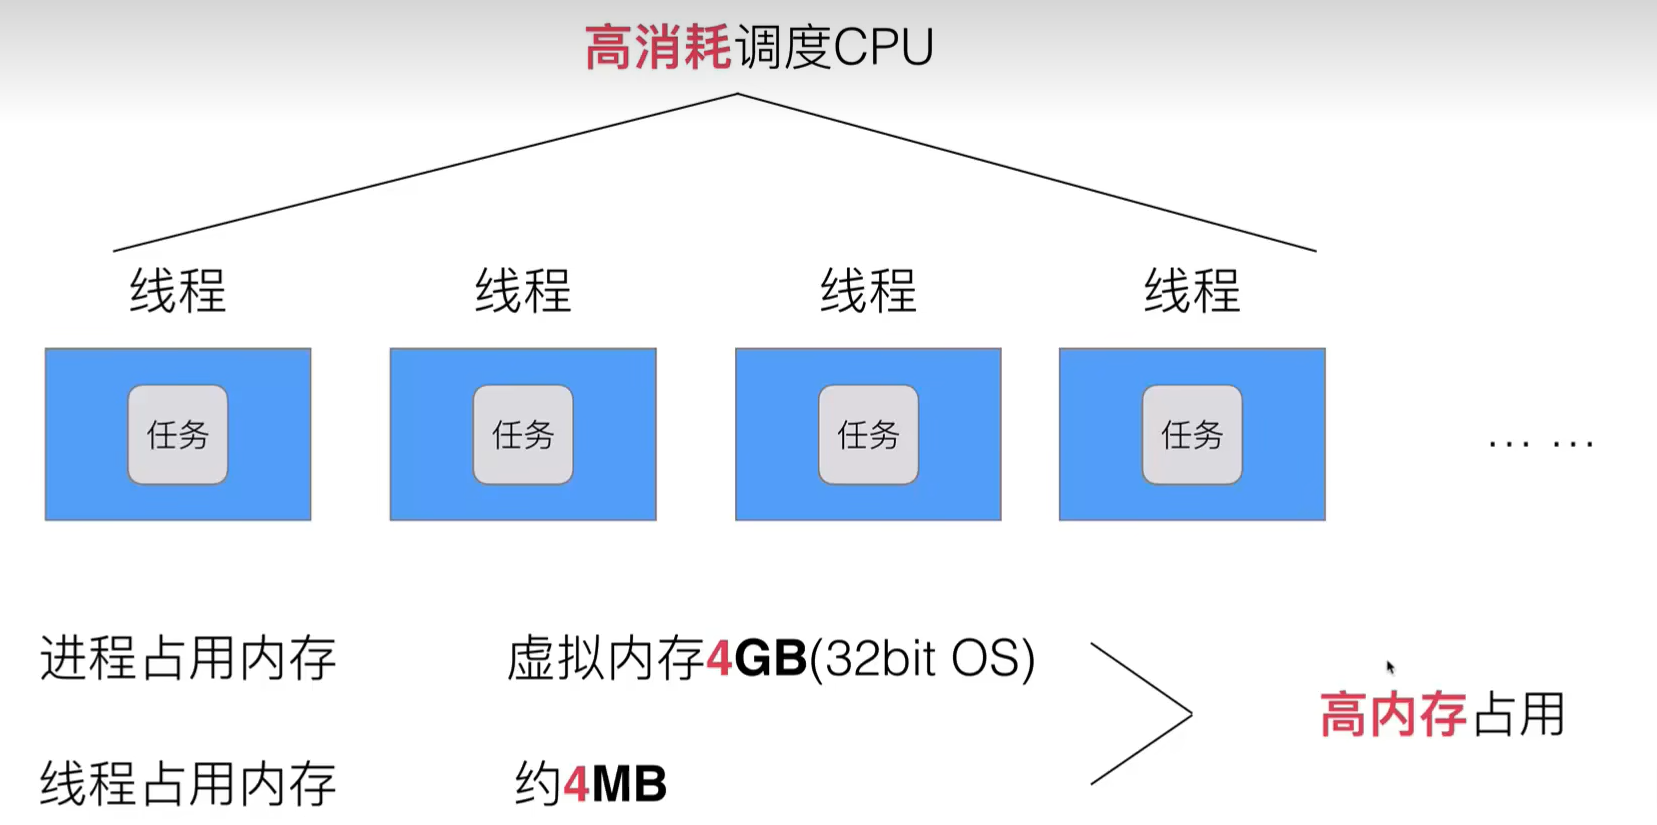 高消耗调度CPU
线程 线程 线程 线程
任务 任务 任务 任务 ... ...
进程占用内存 虚拟内存4GB(32bit OS)
高内存占用
线程占用内存 约4MB